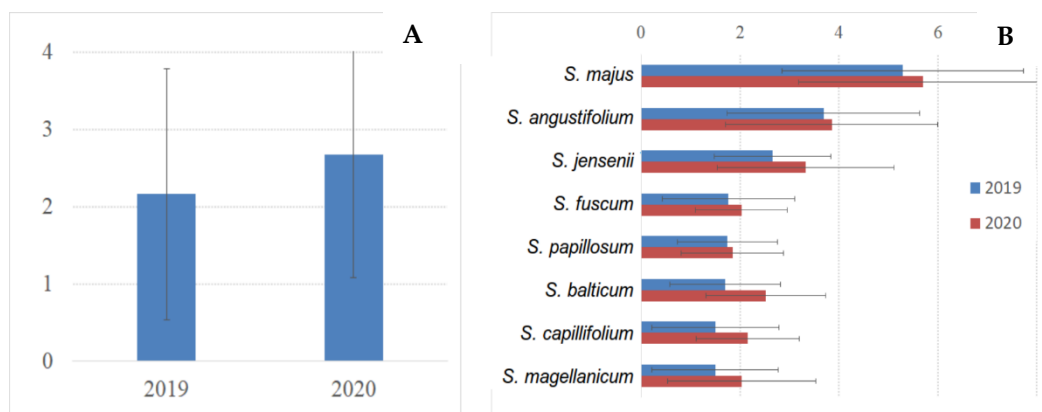 A
4
3
2
1
0
2019 2020
B
0 2 4 6
S. majus
S. angustifolium
S. jensenii
S. fuscum
S. papillosum
S. balticum
S. capillifolium
S. magellanicum
2019
2020